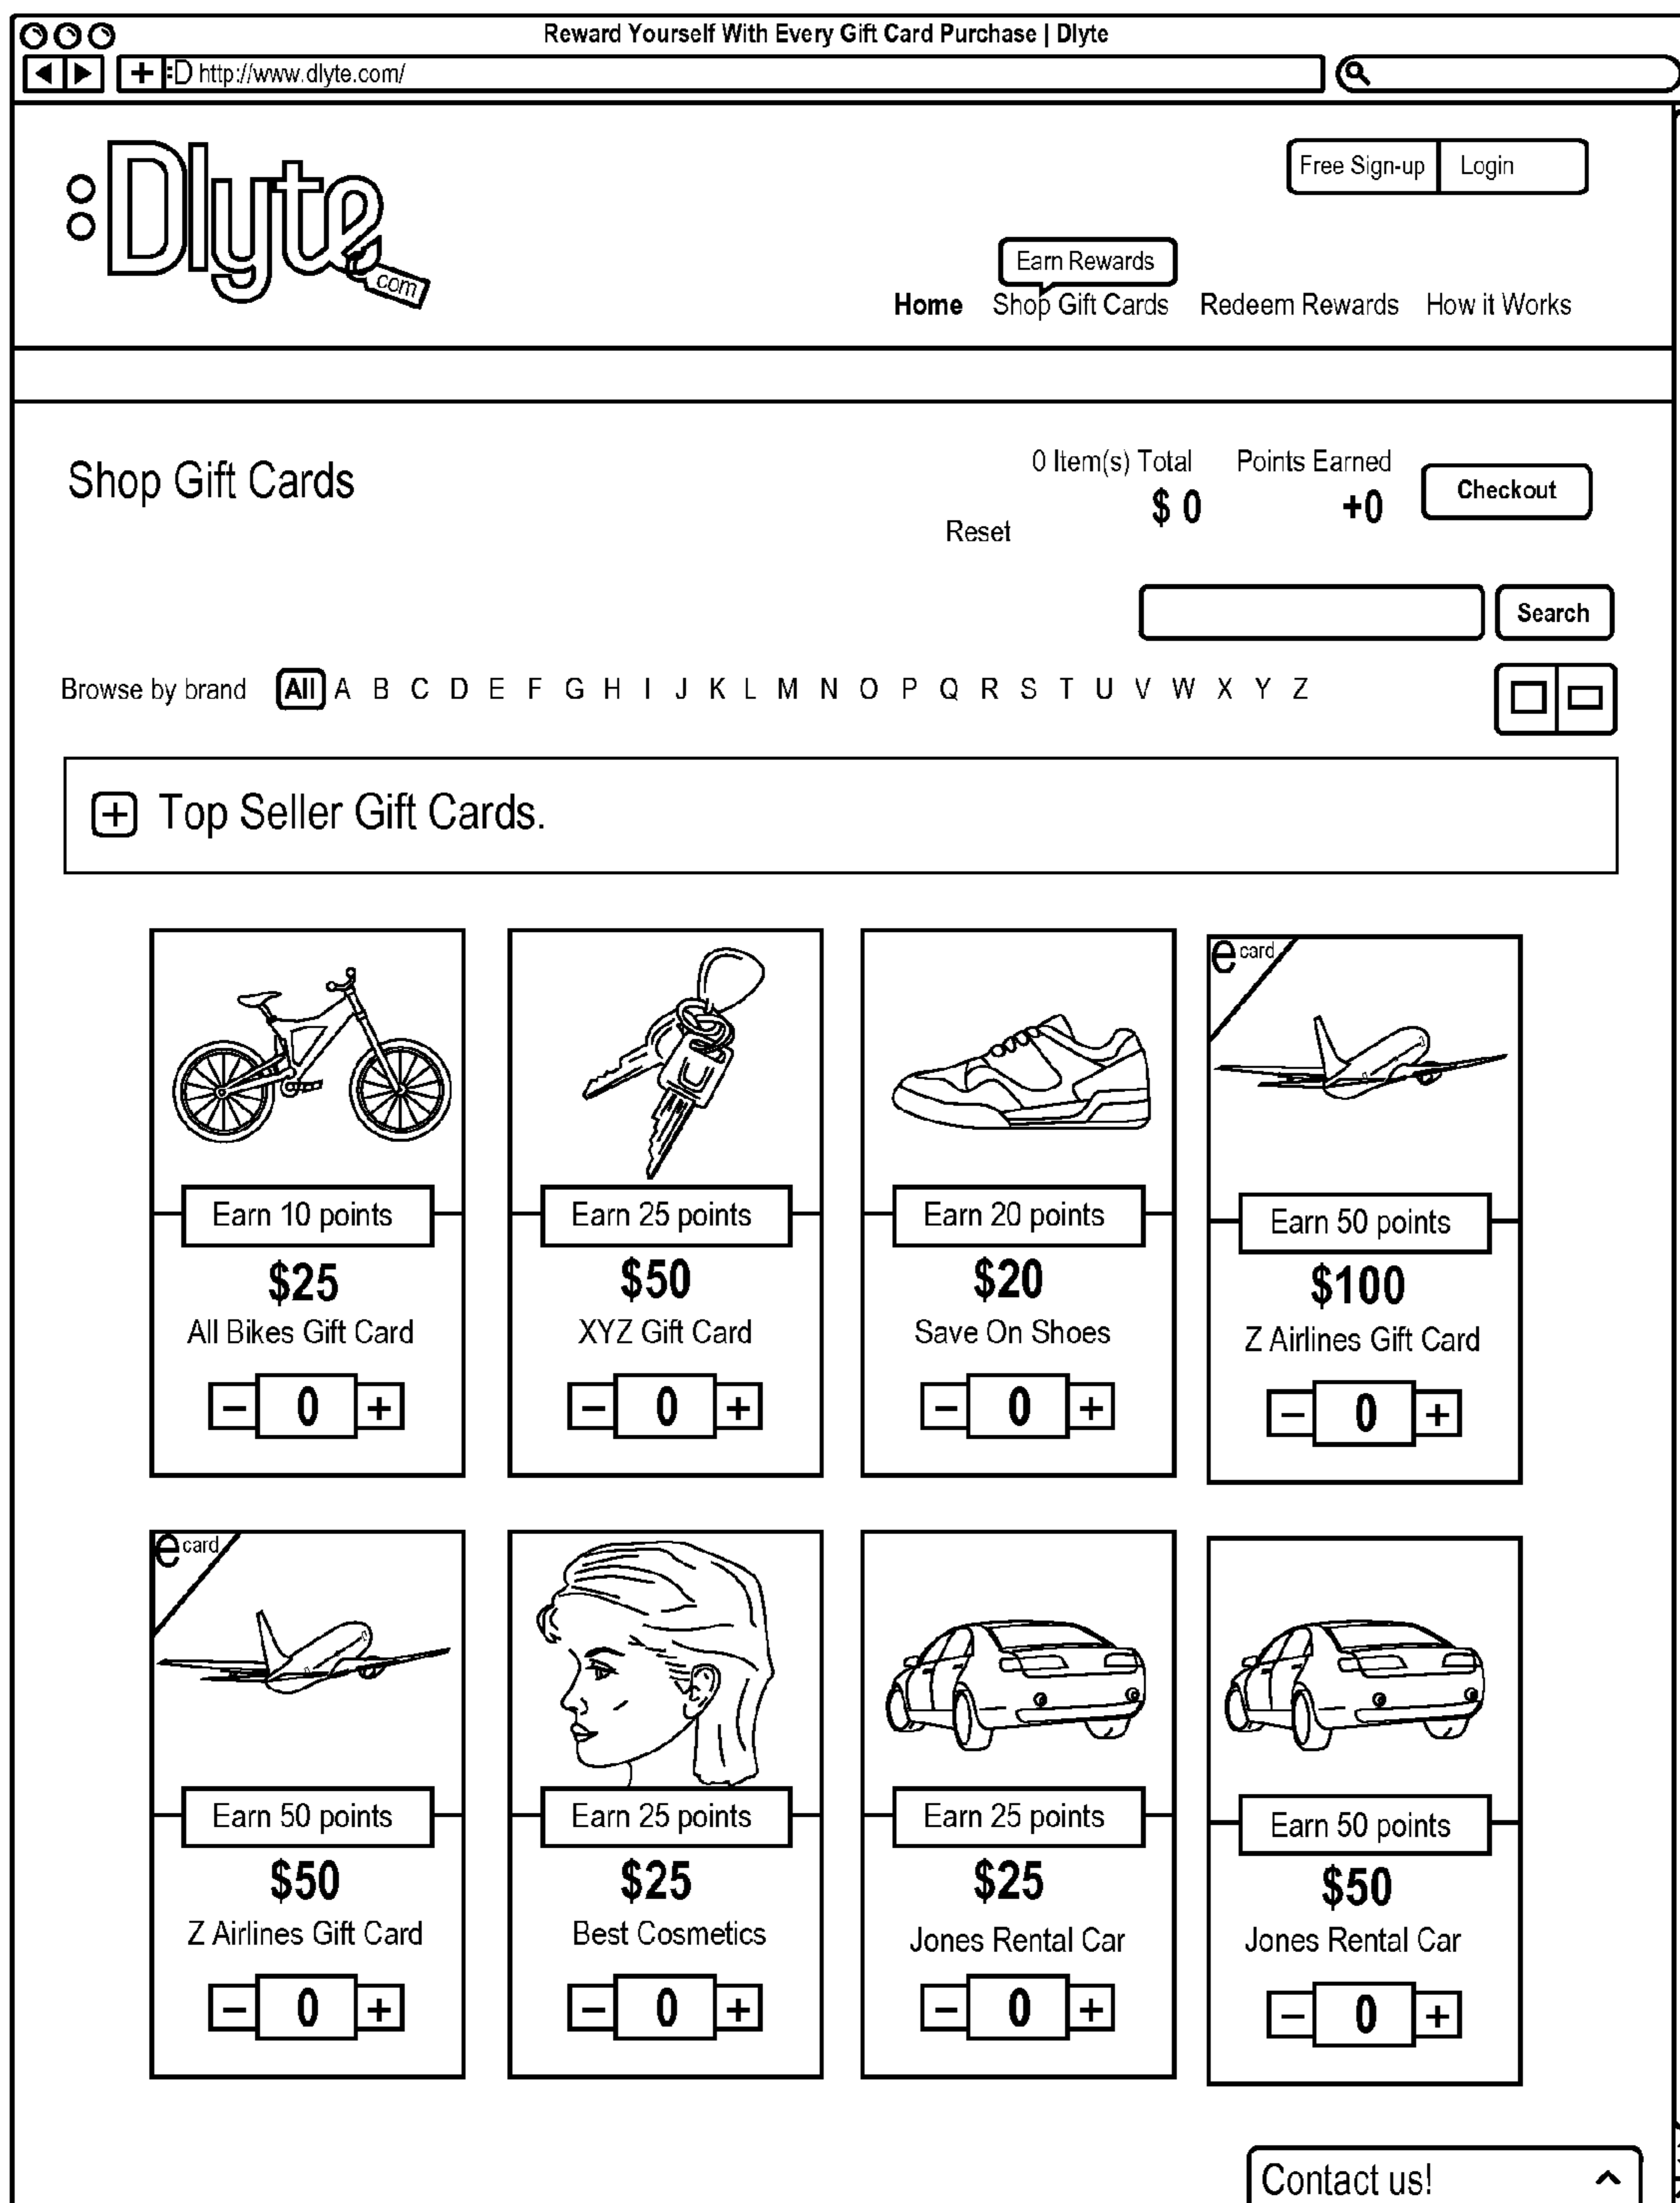 Reward Yourself With Every Gift Card Purchase | Dlyte
:D http://www.dlyte.com/
:Dlyte.com
Free Sign-up Login
Earn Rewards
Home Shop Gift Cards Redeem Rewards How it Works
Shop Gift Cards
0 Item(s) Total Points Earned
$ 0 +0
Checkout
Reset
Search
Browse by brand All A B C D E F G H I J K L M N O P Q R S T U V W X Y Z
+ Top Seller Gift Cards.
e card
Earn 10 points Earn 25 points Earn 20 points Earn 50 points
$25 $50 $20 $100
All Bikes Gift Card XYZ Gift Card Save On Shoes Z Airlines Gift Card
− 0 + − 0 + − 0 + − 0 +
e card
Earn 50 points Earn 25 points Earn 25 points Earn 50 points
$50 $25 $25 $50
Z Airlines Gift Card Best Cosmetics Jones Rental Car Jones Rental Car
− 0 + − 0 + − 0 + − 0 +
Contact us!